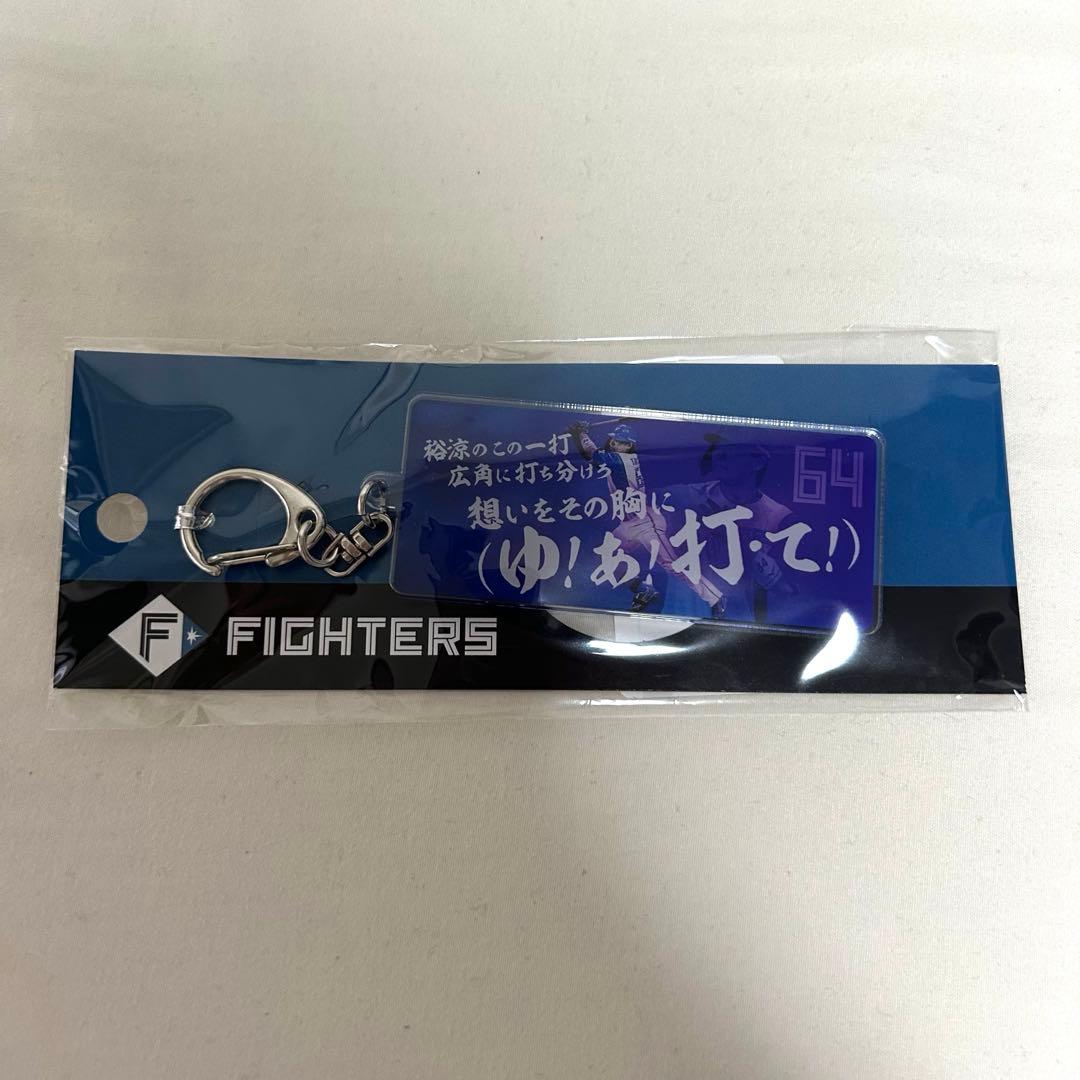 裕涼のこの一打
広角に打ち分けろ
想いをその胸に
(ゆ!あ!打・て!)
64
F
FIGHTERS